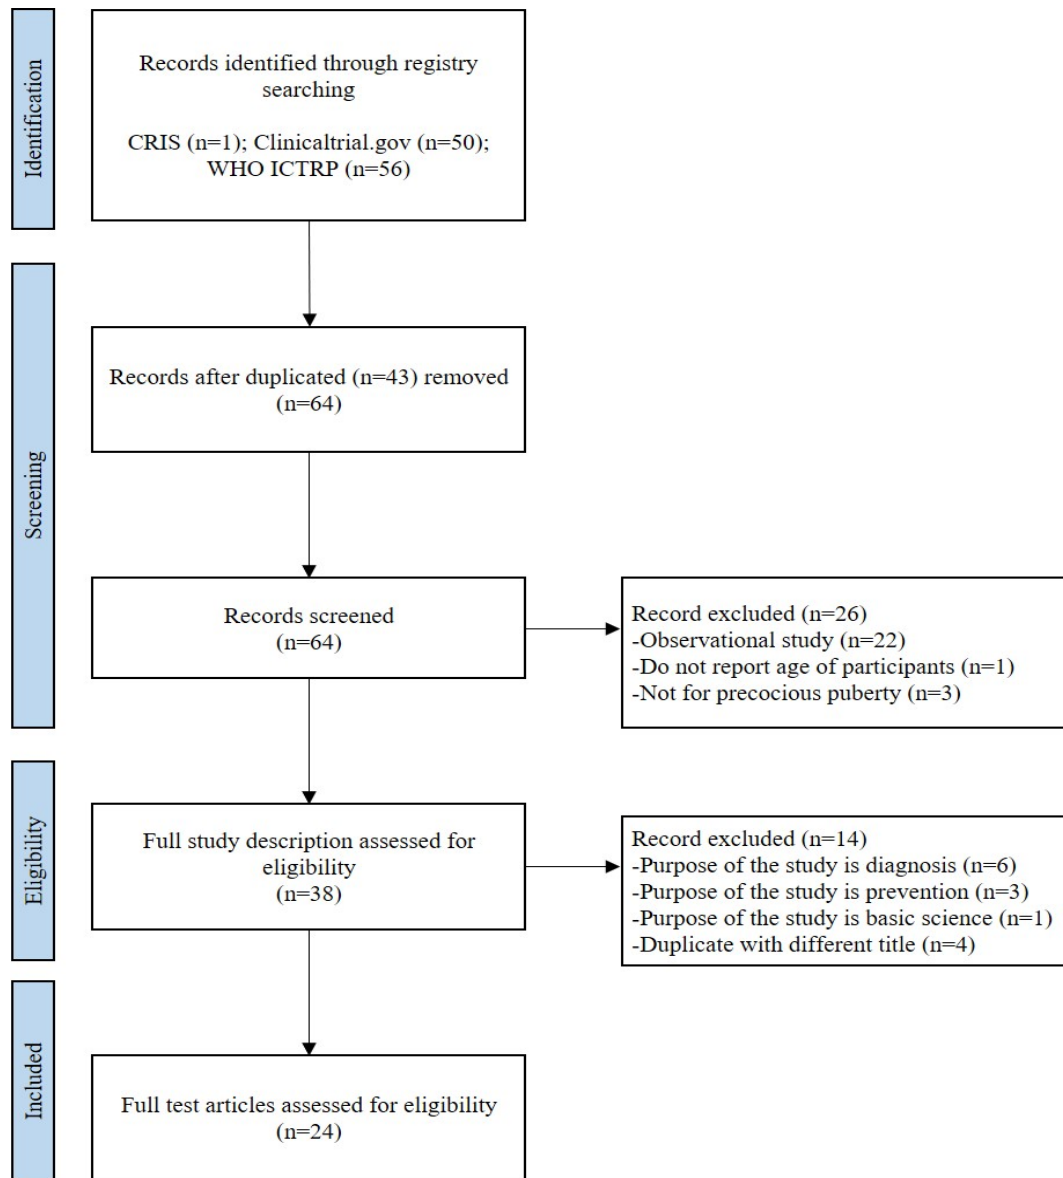 Identification
Records identified through registry
searching
CRIS (n=1); Clinicaltrial.gov (n=50);
WHO ICTRP (n=56)
Screening
Records after duplicated (n=43) removed
(n=64)
Records screened
(n=64)
Record excluded (n=26)
-Observational study (n=22)
-Do not report age of participants (n=1)
-Not for precocious puberty (n=3)
Eligibility
Full study description assessed for
eligibility
(n=38)
Record excluded (n=14)
-Purpose of the study is diagnosis (n=6)
-Purpose of the study is prevention (n=3)
-Purpose of the study is basic science (n=1)
-Duplicate with different title (n=4)
Included
Full test articles assessed for eligibility
(n=24)